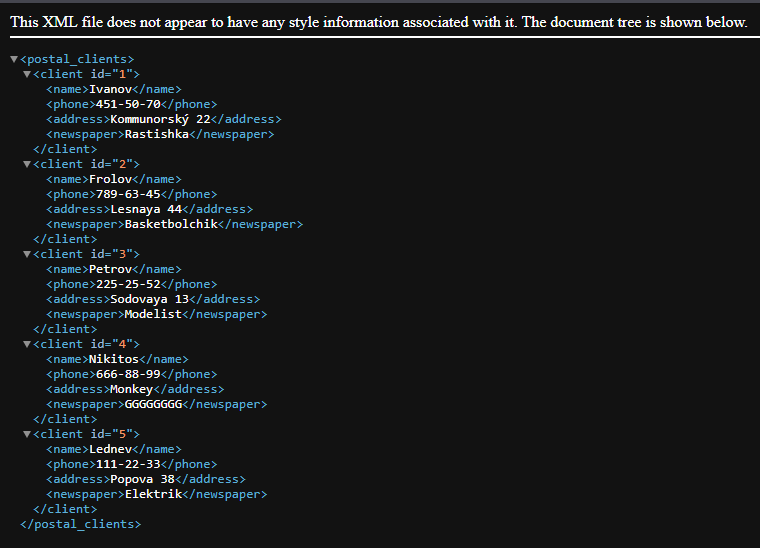 This XML file does not appear to have any style information associated with it. The document tree is shown below.
<postal_clients>
<client id="1">
<name>Ivanov</name>
<phone>451-50-70</phone>
<address>Kommunorský 22</address>
<newspaper>Rastishka</newspaper>
</client>
<client id="2">
<name>Frolov</name>
<phone>789-63-45</phone>
<address>Lesnaya 44</address>
<newspaper>Basketbolchik</newspaper>
</client>
<client id="3">
<name>Petrov</name>
<phone>225-25-52</phone>
<address>Sodovaya 13</address>
<newspaper>Modelist</newspaper>
</client>
<client id="4">
<name>Nikitos</name>
<phone>666-88-99</phone>
<address>Monkey</address>
<newspaper>GGGGGGGG</newspaper>
</client>
<client id="5">
<name>Lednev</name>
<phone>111-22-33</phone>
<address>Popova 38</address>
<newspaper>Elektrik</newspaper>
</client>
</postal_clients>